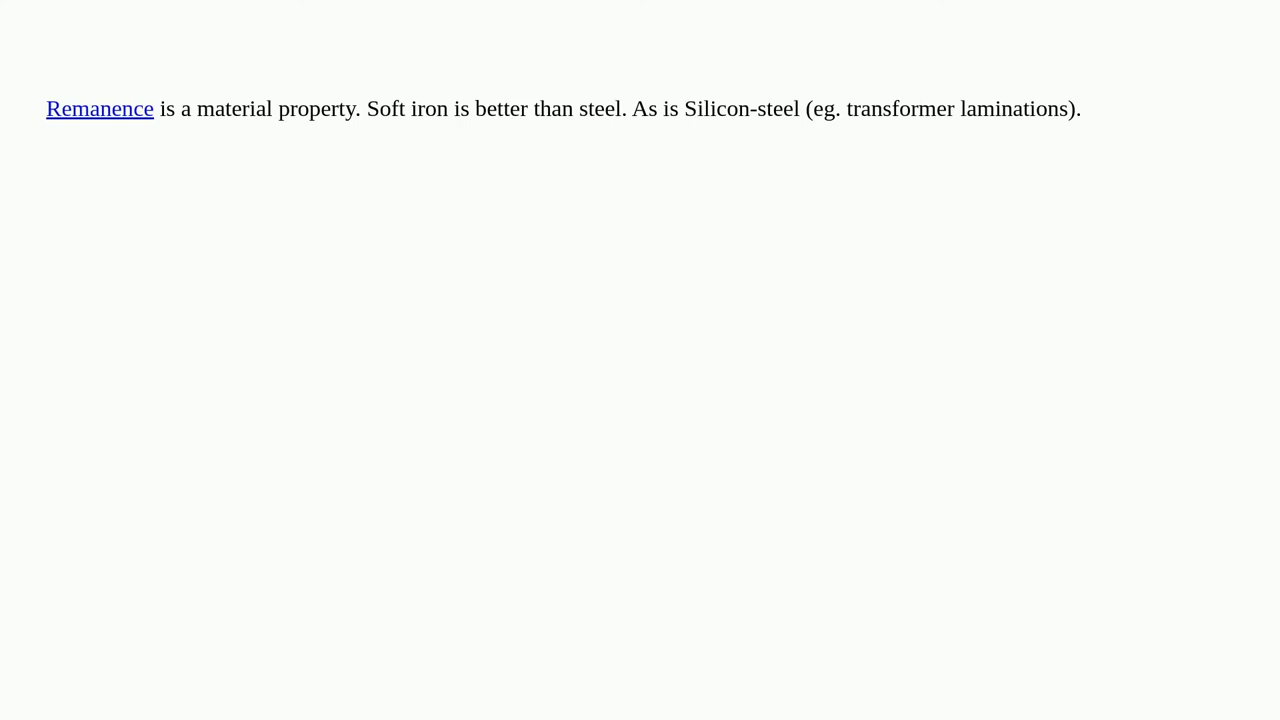 Remanence is a material property. Soft iron is better than steel. As is Silicon-steel (eg. transformer laminations).